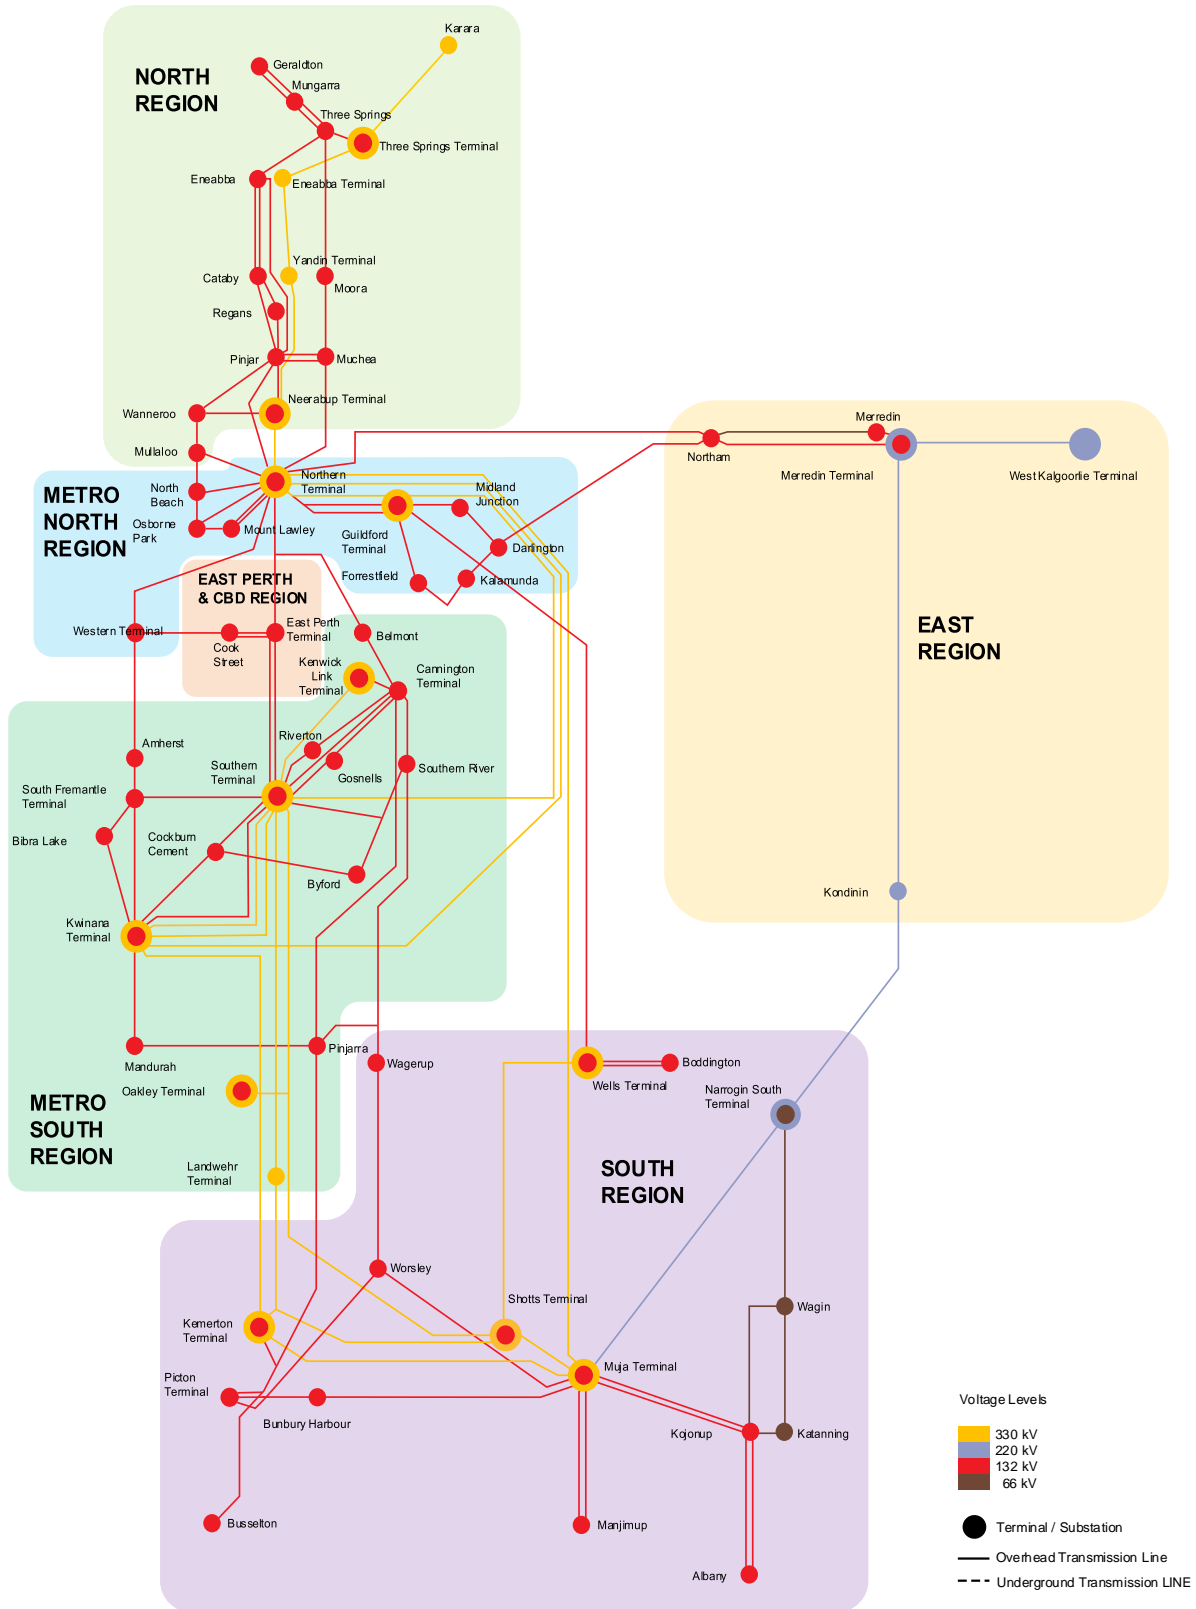 Karara
NORTH
REGION
Geraldton
Mungarra
Three Springs
Three Springs Terminal
Eneabba
Eneabba Terminal
Yandin Terminal
Cataby
Moora
Regans
Pinjar
Muchea
Neerabup Terminal
Wanneroo
Mullaloo
Merredin
Northam
Merredin Terminal
West Kalgoorlie Terminal
METRO
NORTH
REGION
North
Beach
Northern
Terminal
Midland
Junction
Osborne
Park
Mount Lawley
Guildford
Terminal
Darlington
Forrestfield
Kalamunda
EAST PERTH
& CBD REGION
Western Terminal
Cook
Street
East Perth
Terminal
Belmont
EAST
REGION
Kenwick
Link
Terminal
Cannington
Terminal
Amherst
Riverton
Southern
Terminal
Gosnells
Southern River
South Fremantle
Terminal
Bibra Lake
Cockburn
Cement
Byford
Kondinin
Kwinana
Terminal
Mandurah
Pinjarra
Wagerup
Wells Terminal
Boddington
Oakley Terminal
Narrogin South
Terminal
METRO
SOUTH
REGION
Landwehr
Terminal
SOUTH
REGION
Worsley
Shotts Terminal
Wagin
Kemerton
Terminal
Muja Terminal
Picton
Terminal
Bunbury Harbour
Kojonup
Katanning
Busselton
Manjimup
Albany
Voltage Levels
330 kV
220 kV
132 kV
66 kV
Terminal / Substation
Overhead Transmission Line
Underground Transmission LINE